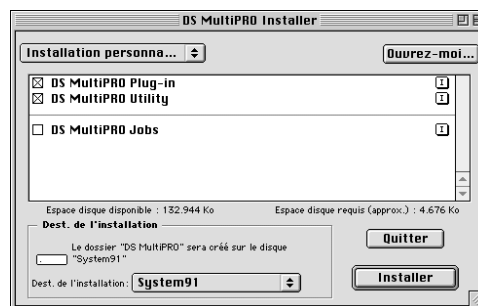 DS MultiPRO Installer
Installation personna... Ouvrez-moi...
DS MultiPRO Plug-in I
DS MultiPRO Utility I
DS MultiPRO Jobs I
Espace disque disponible : 132.944 Ko Espace disque requis (approx.) : 4.676 Ko
Dest. de l'installation
Le dossier "DS MultiPRO" sera créé sur le disque
"System91"
Quitter
Dest. de l'installation: System91
Installer